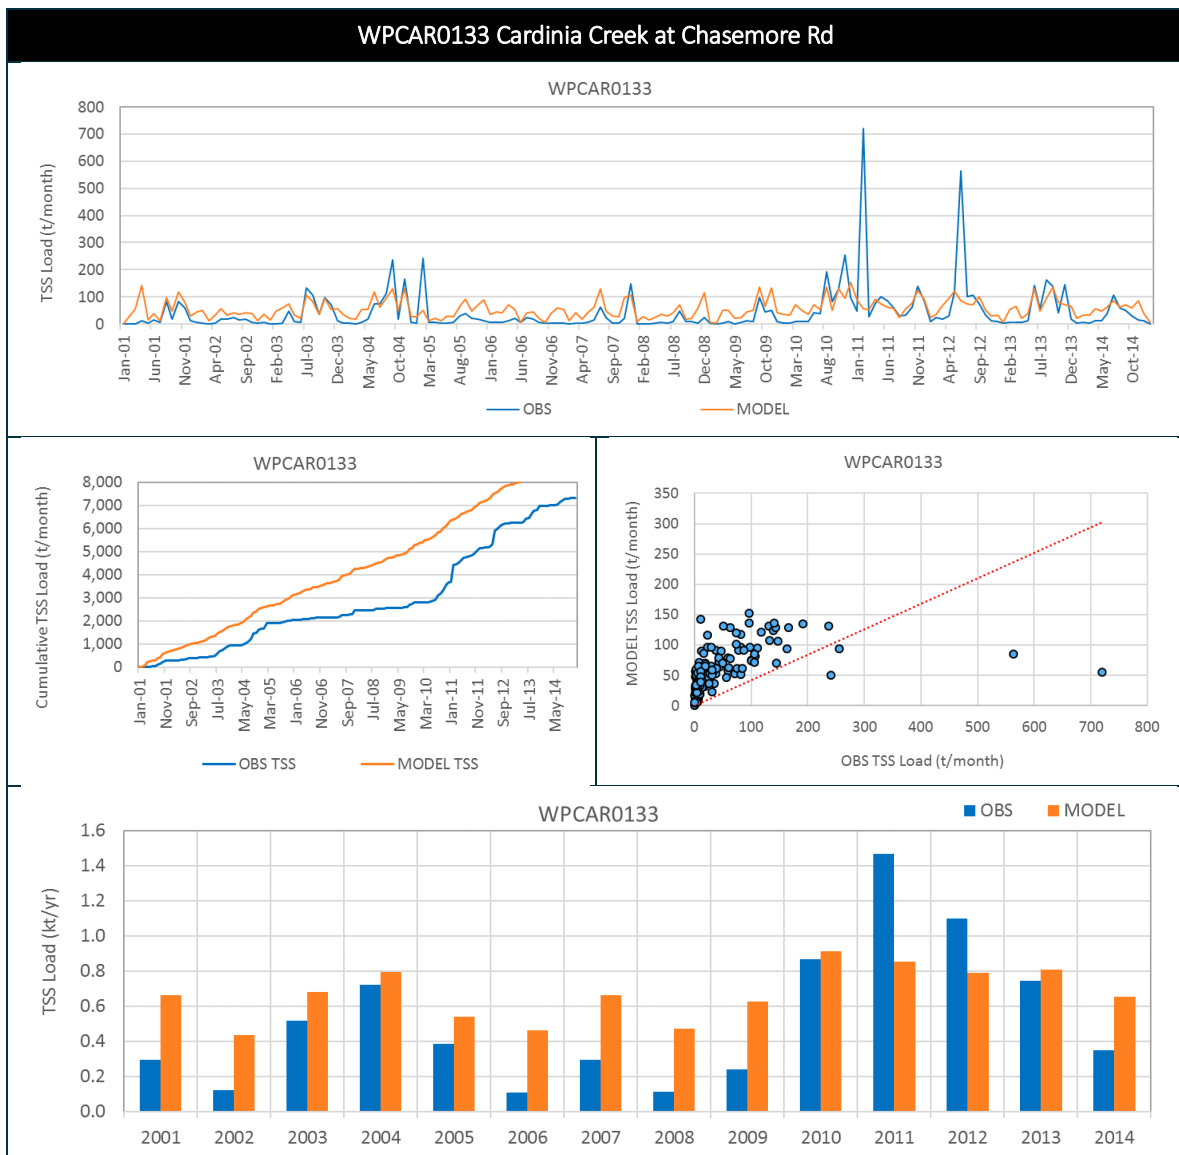 WPCAR0133 Cardinia Creek at Chasemore Rd
WPCAR0133
TSS Load (t/month)
800
700
600
500
400
300
200
100
0
Jan-01 Jun-01 Nov-01 Apr-02 Sep-02 Feb-03 Jul-03 Dec-03 May-04 Oct-04 Mar-05 Aug-05 Jan-06 Jun-06 Nov-06 Apr-07 Sep-07 Feb-08 Jul-08 Dec-08 May-09 Oct-09 Mar-10 Aug-10 Jan-11 Jun-11 Nov-11 Apr-12 Sep-12 Feb-13 Jul-13 Dec-13 May-14 Oct-14
OBS MODEL
WPCAR0133
Cumulative TSS Load (t/month)
8,000
7,000
6,000
5,000
4,000
3,000
2,000
1,000
0
Jan-01 Nov-01 Sep-02 Jul-03 May-04 Mar-05 Jan-06 Nov-06 Sep-07 Jul-08 May-09 Mar-10 Jan-11 Nov-11 Sep-12 Jul-13 May-14
OBS TSS MODEL TSS
WPCAR0133
MODEL TSS Load (t/month)
350
300
250
200
150
100
50
0
0 100 200 300 400 500 600 700 800
OBS TSS Load (t/month)
WPCAR0133
OBS MODEL
TSS Load (kt/yr)
1.6
1.4
1.2
1.0
0.8
0.6
0.4
0.2
0.0
2001 2002 2003 2004 2005 2006 2007 2008 2009 2010 2011 2012 2013 2014